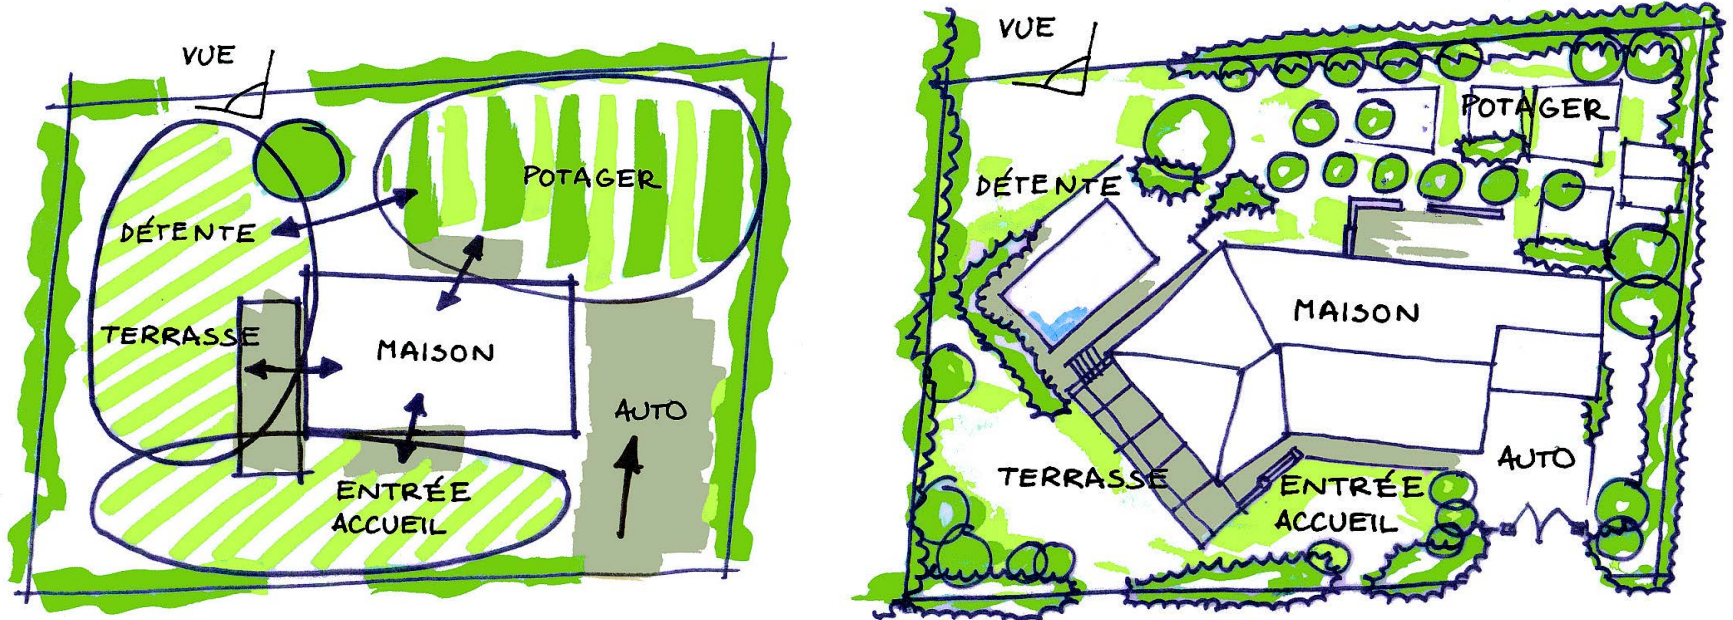 VUE
POTAGER
DÉTENTE
TERRASSE
MAISON
AUTO
ENTRÉE
ACCUEIL
VUE
POTAGER
DÉTENTE
MAISON
TERRASSE
AUTO
ENTRÉE
ACCUEIL